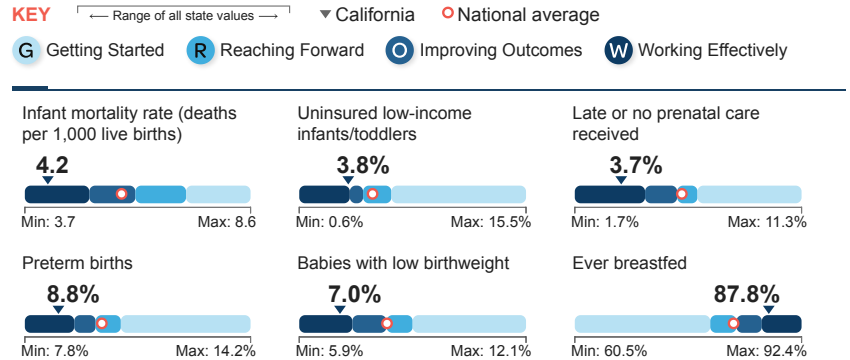 KEY Range of all state values California National average
G Getting Started R Reaching Forward O Improving Outcomes W Working Effectively
Infant mortality rate (deaths
per 1,000 live births)
4.2
Min: 3.7 Max: 8.6
Uninsured low-income
infants/toddlers
3.8%
Min: 0.6% Max: 15.5%
Late or no prenatal care
received
3.7%
Min: 1.7% Max: 11.3%
Preterm births
8.8%
Min: 7.8% Max: 14.2%
Babies with low birthweight
7.0%
Min: 5.9% Max: 12.1%
Ever breastfed
87.8%
Min: 60.5% Max: 92.4%